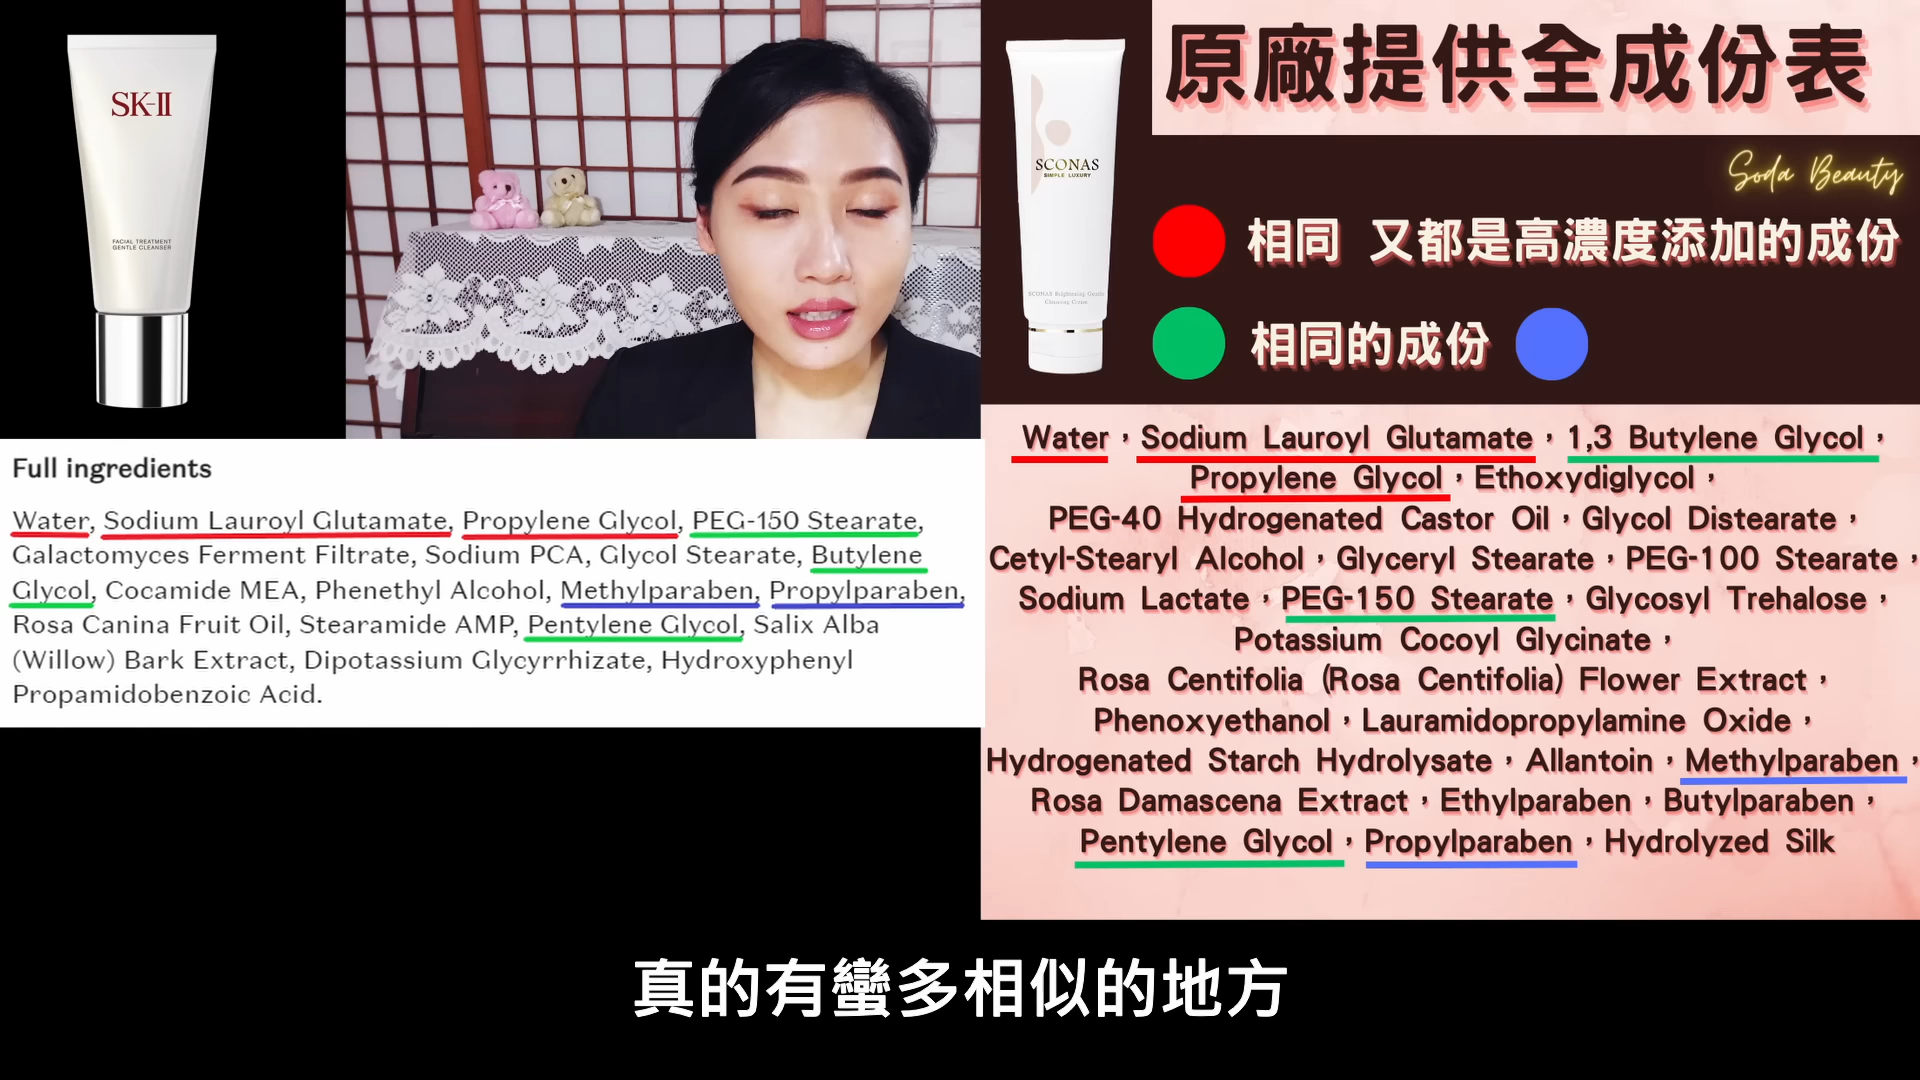 SK-II
FACIAL TREATMENT
GENTLE CLEANSER
Full ingredients
Water, Sodium Lauroyl Glutamate, Propylene Glycol, PEG-150 Stearate,
Galactomyces Ferment Filtrate, Sodium PCA, Glycol Stearate, Butylene
Glycol, Cocamide MEA, Phenethyl Alcohol, Methylparaben, Propylparaben,
Rosa Canina Fruit Oil, Stearamide AMP, Pentylene Glycol, Salix Alba
(Willow) Bark Extract, Dipotassium Glycyrrhizate, Hydroxyphenyl
Propamidobenzoic Acid.
SCONAS
SIMPLE LUXURY
SCONAS Brightening Gentle
Cleansing Cream
原廠提供全成份表
Soda Beauty
相同 又都是高濃度添加的成份
相同的成份
Water，Sodium Lauroyl Glutamate，1,3 Butylene Glycol，
Propylene Glycol，Ethoxydiglycol，
PEG-40 Hydrogenated Castor Oil，Glycol Distearate，
Cetyl-Stearyl Alcohol，Glyceryl Stearate，PEG-100 Stearate，
Sodium Lactate，PEG-150 Stearate，Glycosyl Trehalose，
Potassium Cocoyl Glycinate，
Rosa Centifolia (Rosa Centifolia) Flower Extract，
Phenoxyethanol，Lauramidopropylamine Oxide，
Hydrogenated Starch Hydrolysate，Allantoin，Methylparaben，
Rosa Damascena Extract，Ethylparaben，Butylparaben，
Pentylene Glycol，Propylparaben，Hydrolyzed Silk
真的有蠻多相似的地方